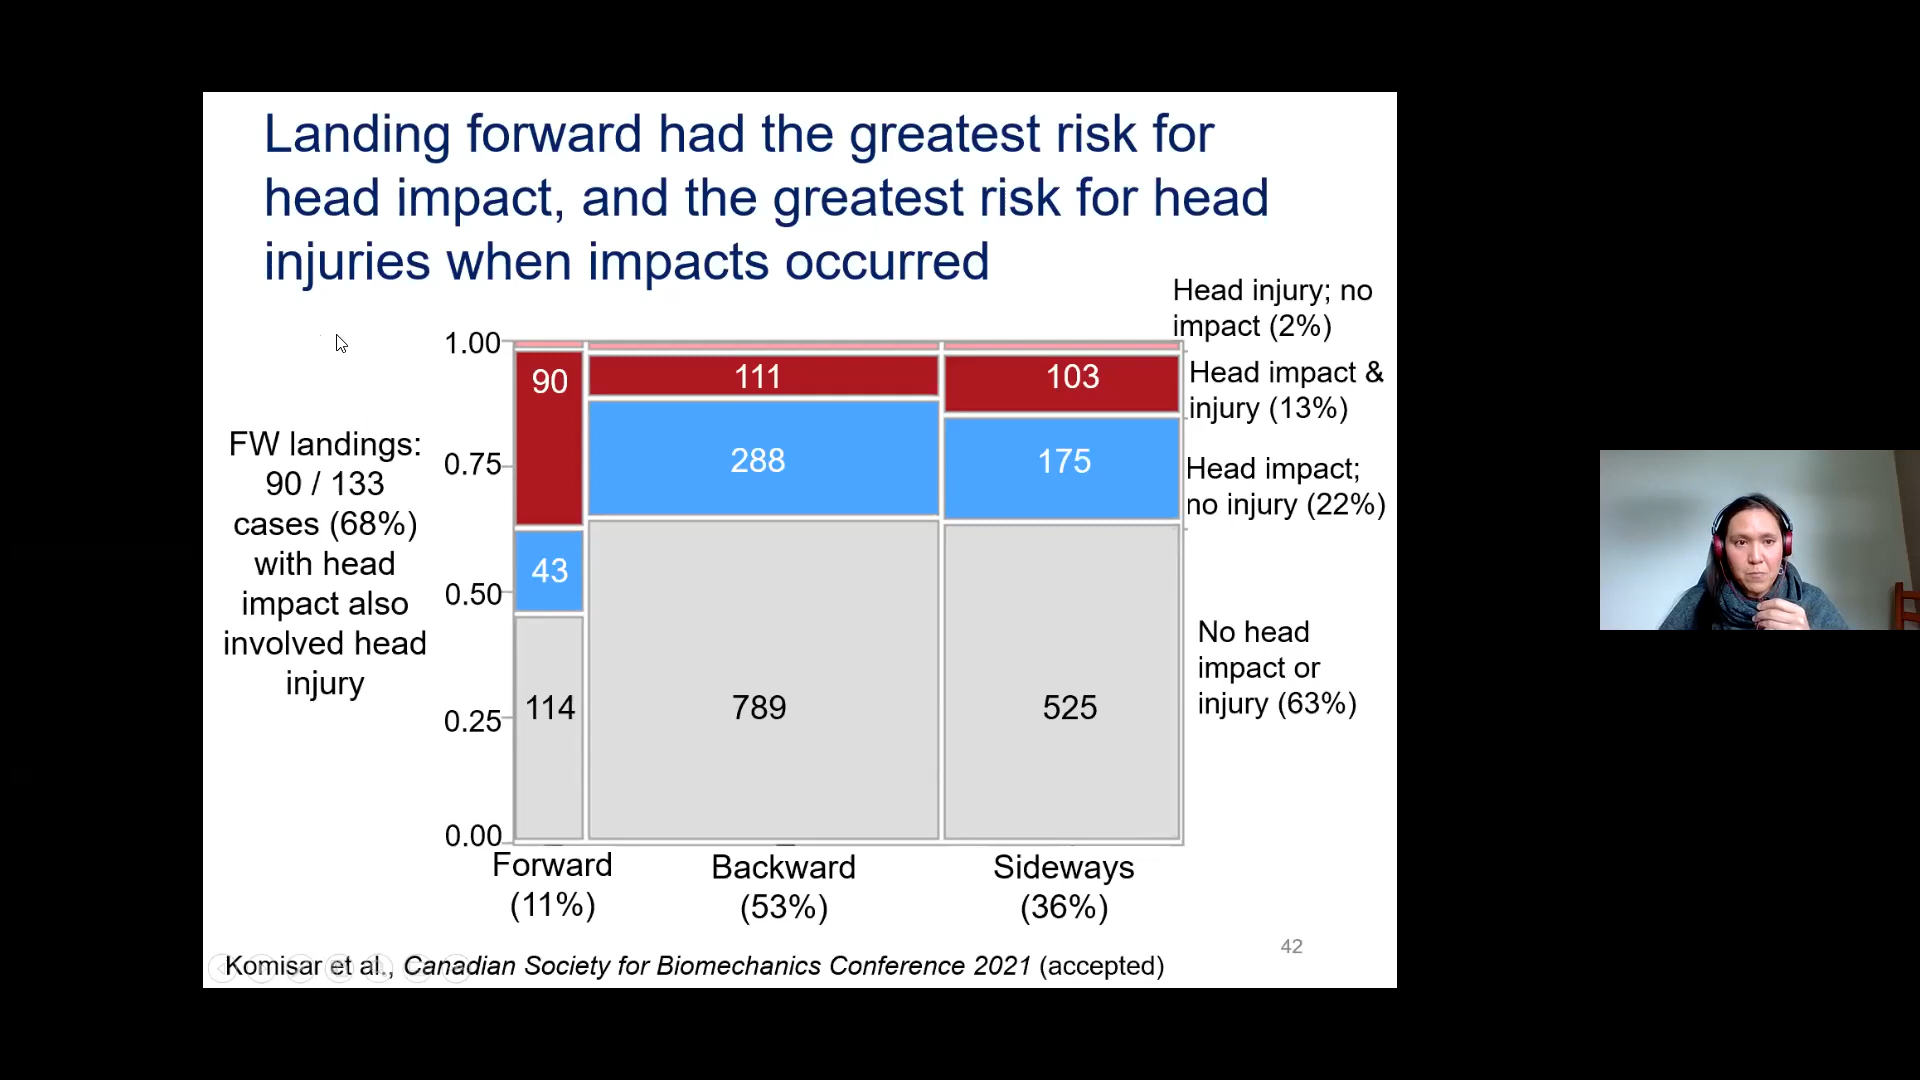 Landing forward had the greatest risk for
head impact, and the greatest risk for head
injuries when impacts occurred
Head injury; no
impact (2%)
Head impact &
injury (13%)
Head impact;
no injury (22%)
No head
impact or
injury (63%)
FW landings:
90 / 133
cases (68%)
with head
impact also
involved head
injury
1.00
0.75
0.50
0.25
0.00
90
111
103
43
288
175
114
789
525
Forward
(11%)
Backward
(53%)
Sideways
(36%)
42
Komisar et al., Canadian Society for Biomechanics Conference 2021 (accepted)